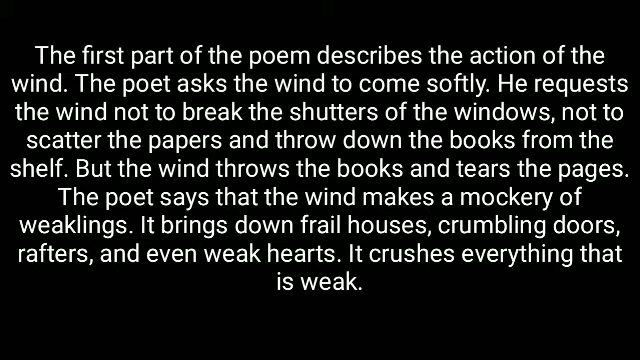 The first part of the poem describes the action of the
wind. The poet asks the wind to come softly. He requests
the wind not to break the shutters of the windows, not to
scatter the papers and throw down the books from the
shelf. But the wind throws the books and tears the pages.
The poet says that the wind makes a mockery of
weaklings. It brings down frail houses, crumbling doors,
rafters, and even weak hearts. It crushes everything that
is weak.